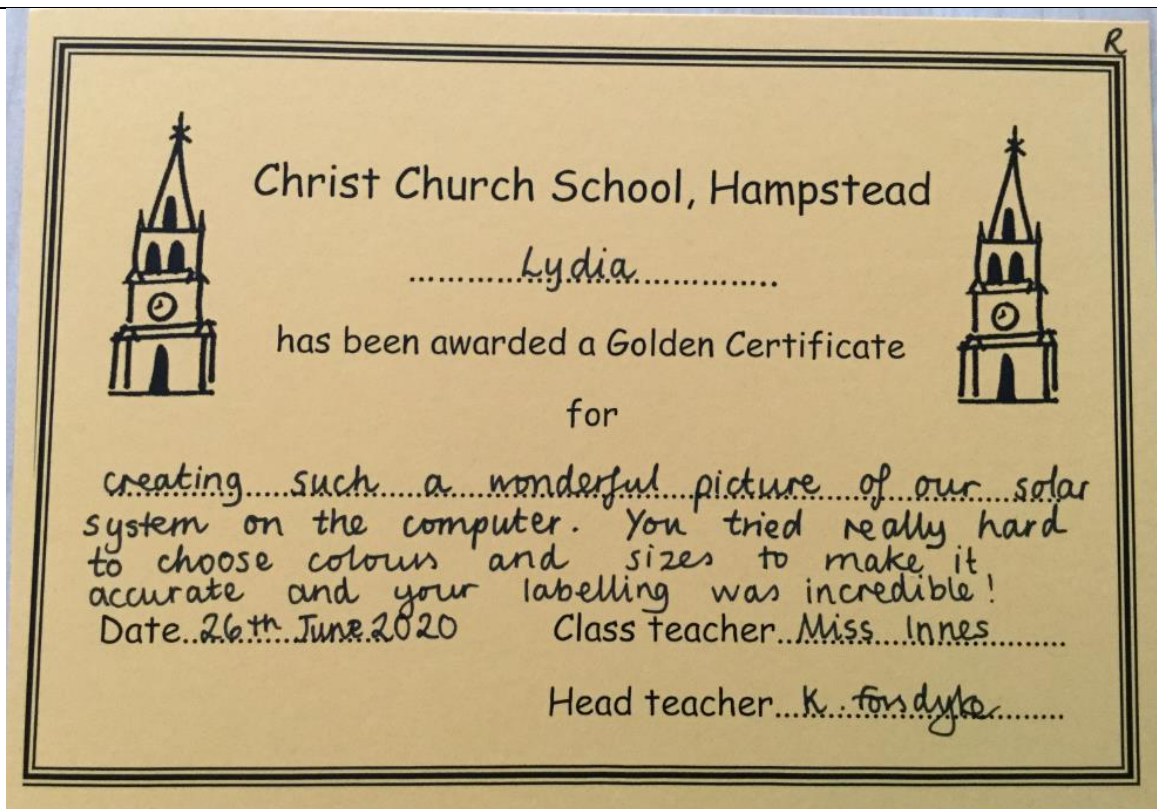 R
Christ Church School, Hampstead
Lydia
has been awarded a Golden Certificate
for
creating such a wonderful picture of our solar
system on the computer. You tried really hard
to choose colours and sizes to make it
accurate and your labelling was incredible!
Date 26th June 2020 Class teacher Miss Innes
Head teacher K. Forsdyke